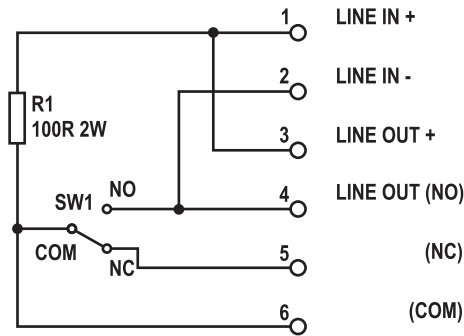 1 LINE IN +
2 LINE IN -
R1
100R 2W
3 LINE OUT +
SW1 NO
4 LINE OUT (NO)
COM
NC
5 (NC)
6 (COM)